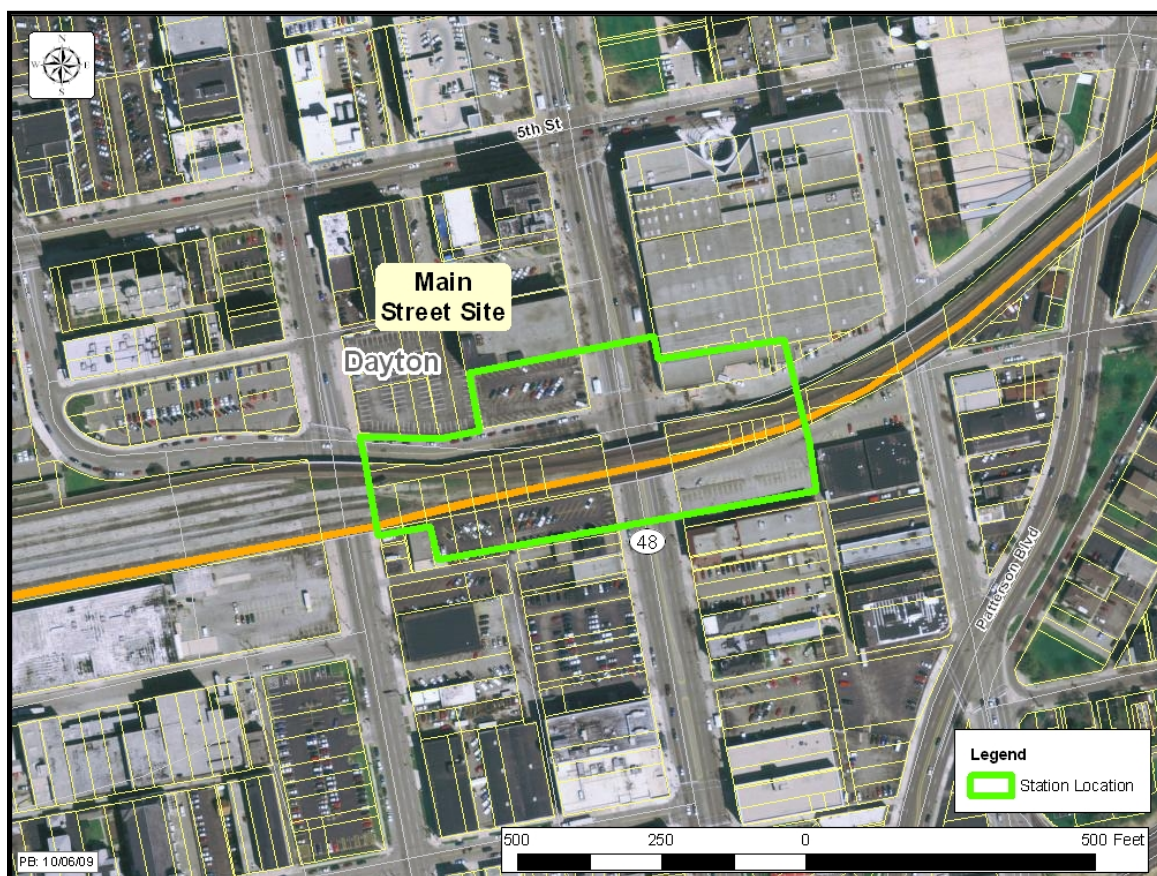 N
W E
S
5th St
Main
Street Site
Dayton
48
Patterson Blvd
Legend
Station Location
500 250 0 500 Feet
PB: 10/06/09